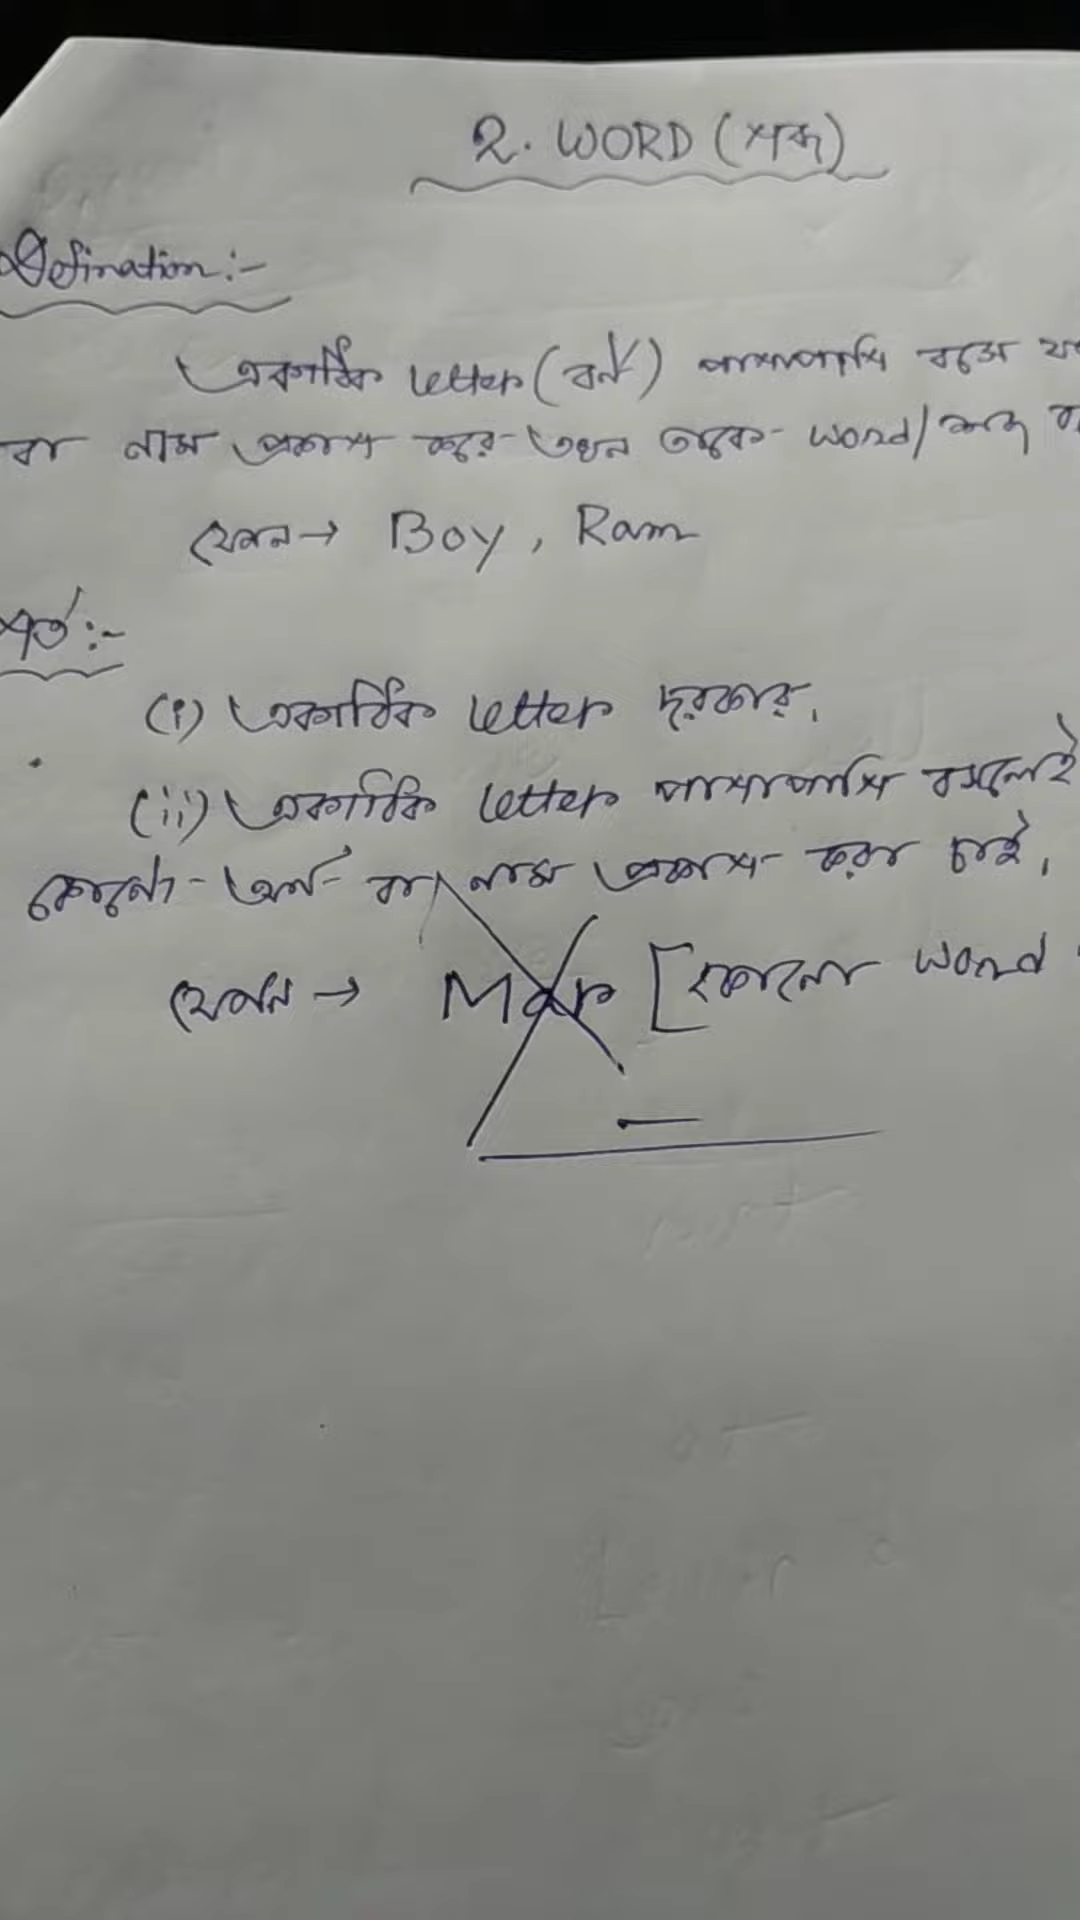 2. WORD (শব্দ)
Defination:-
একাধিক letter (বর্ণ) পাশাপাশি বসে
বা নাম প্রকাশ করে তখন তাকে word/শব্দ
যেমন → Boy, Ram
শর্ত:-
(i) একাধিক letter দরকার,
(ii) একাধিক letter পাশাপাশি বসলেই
কোনো অর্থ বা নাম প্রকাশ করা চাই,
যেমন → [কোনো word